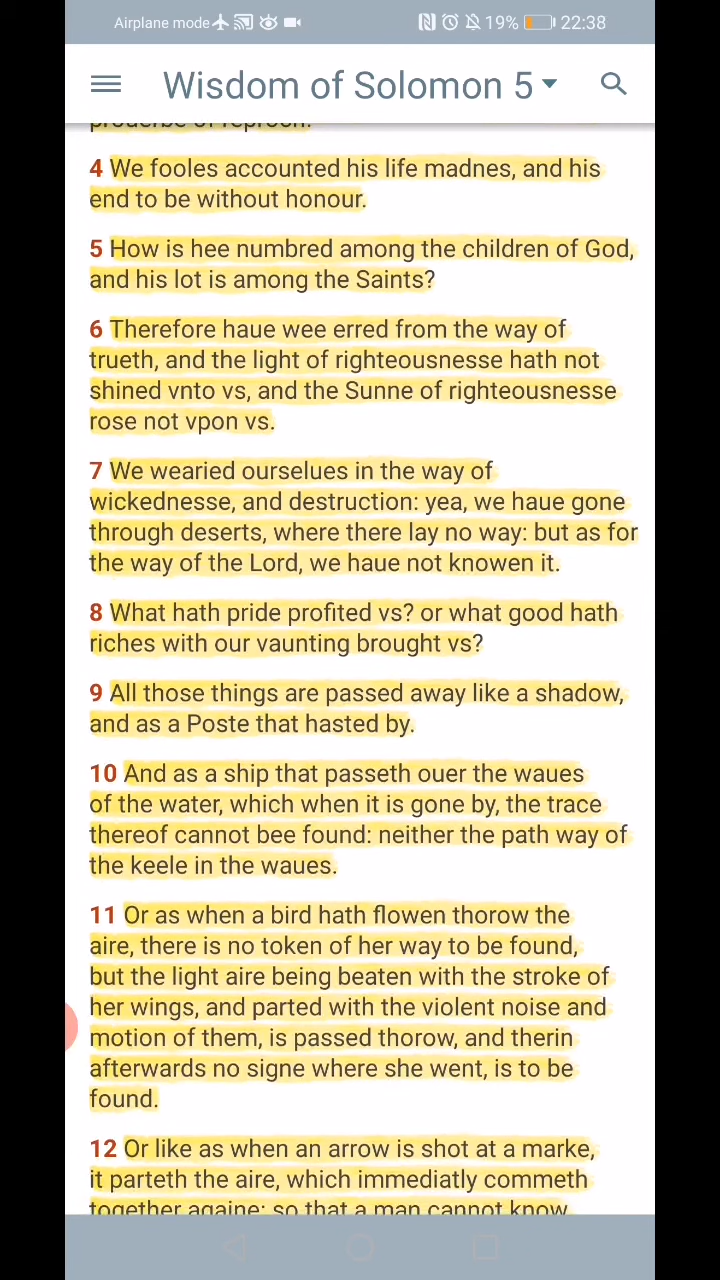 Airplane mode 19% 22:38
Wisdom of Solomon 5
prouerbe of reproch.
4 We fooles accounted his life madnes, and his
end to be without honour.
5 How is hee numbred among the children of God,
and his lot is among the Saints?
6 Therefore haue wee erred from the way of
trueth, and the light of righteousnesse hath not
shined vnto vs, and the Sunne of righteousnesse
rose not vpon vs.
7 We wearied ourselues in the way of
wickednesse, and destruction: yea, we haue gone
through deserts, where there lay no way: but as for
the way of the Lord, we haue not knowen it.
8 What hath pride profited vs? or what good hath
riches with our vaunting brought vs?
9 All those things are passed away like a shadow,
and as a Poste that hasted by.
10 And as a ship that passeth ouer the waues
of the water, which when it is gone by, the trace
thereof cannot bee found: neither the path way of
the keele in the waues.
11 Or as when a bird hath flowen thorow the
aire, there is no token of her way to be found,
but the light aire being beaten with the stroke of
her wings, and parted with the violent noise and
motion of them, is passed thorow, and therin
afterwards no signe where she went, is to be
found.
12 Or like as when an arrow is shot at a marke,
it parteth the aire, which immediatly commeth
together againe: so that a man cannot know